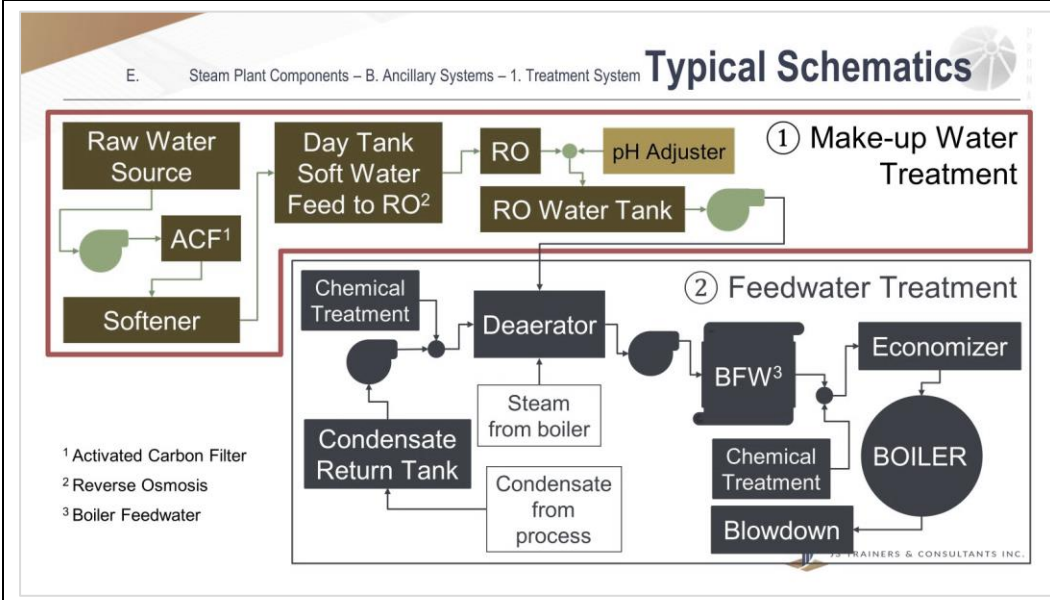 E. Steam Plant Components – B. Ancillary Systems – 1. Treatment System Typical Schematics
① Make-up Water
Treatment
Raw Water
Source
ACF¹
Softener
Day Tank
Soft Water
Feed to RO²
RO
pH Adjuster
RO Water Tank
② Feedwater Treatment
Chemical
Treatment
Deaerator
Steam
from boiler
Condensate
Return Tank
Condensate
from
process
BFW³
Chemical
Treatment
Economizer
BOILER
Blowdown
¹ Activated Carbon Filter
² Reverse Osmosis
³ Boiler Feedwater
TRAINERS & CONSULTANTS INC.